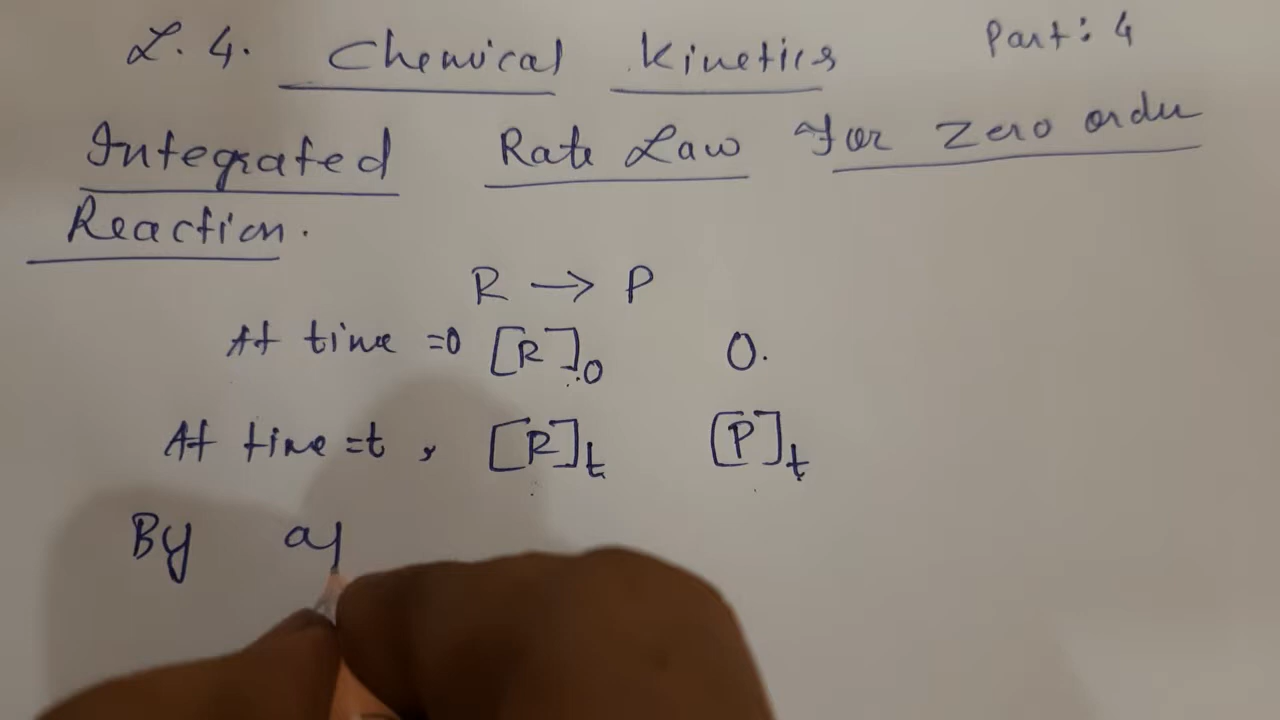 L. 4. Chemical Kinetics Part: 4
Integrated Rate Law for Zero order
Reaction.
R → P
At time =0 [R]₀ 0.
At time =t, [R]t [P]t
By